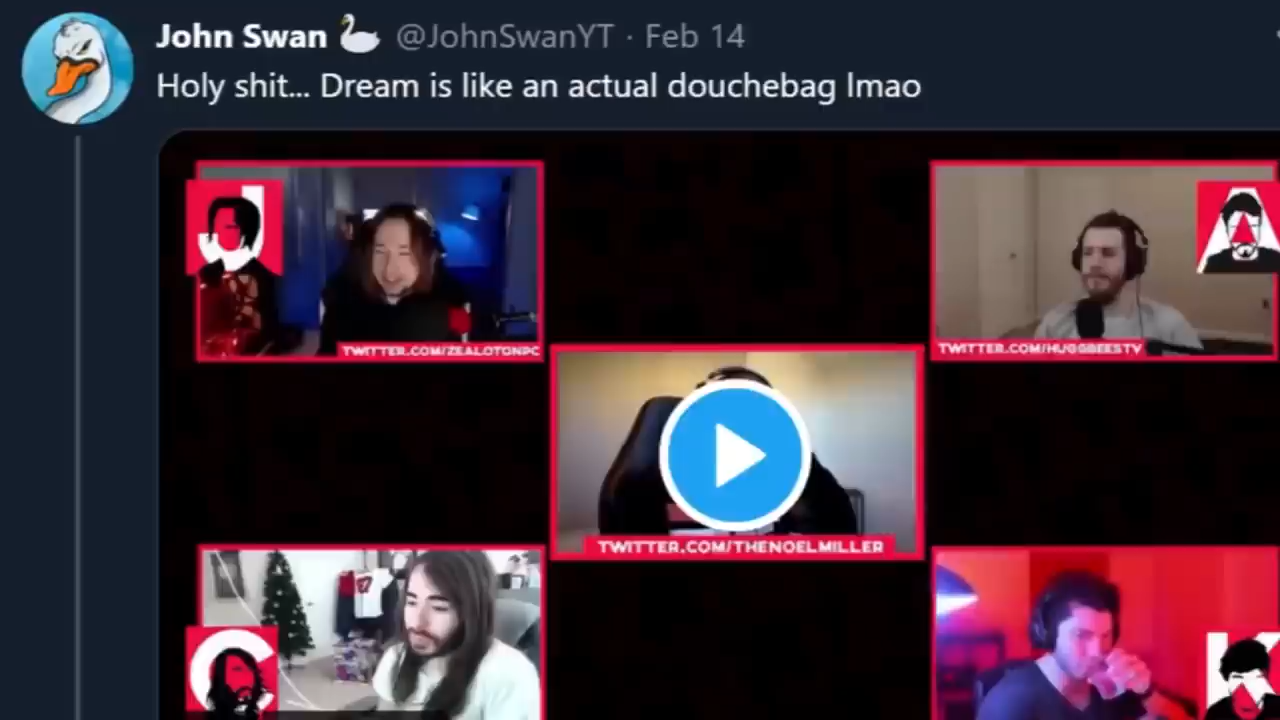 John Swan 🦢 @JohnSwanYT · Feb 14
Holy shit... Dream is like an actual douchebag lmao
J
A
TWITTER.COM/ZEALOTONPC
TWITTER.COM/HUGGBEESTV
TWITTER.COM/THENOELMILLER
C
K